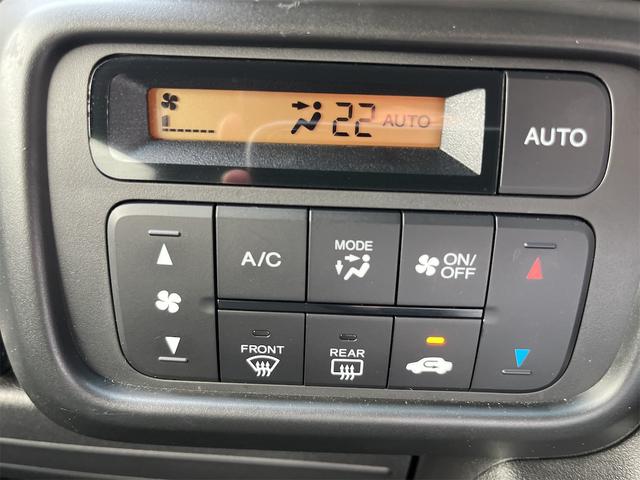 22 AUTO
AUTO
A/C
MODE
ON/
OFF
FRONT
REAR